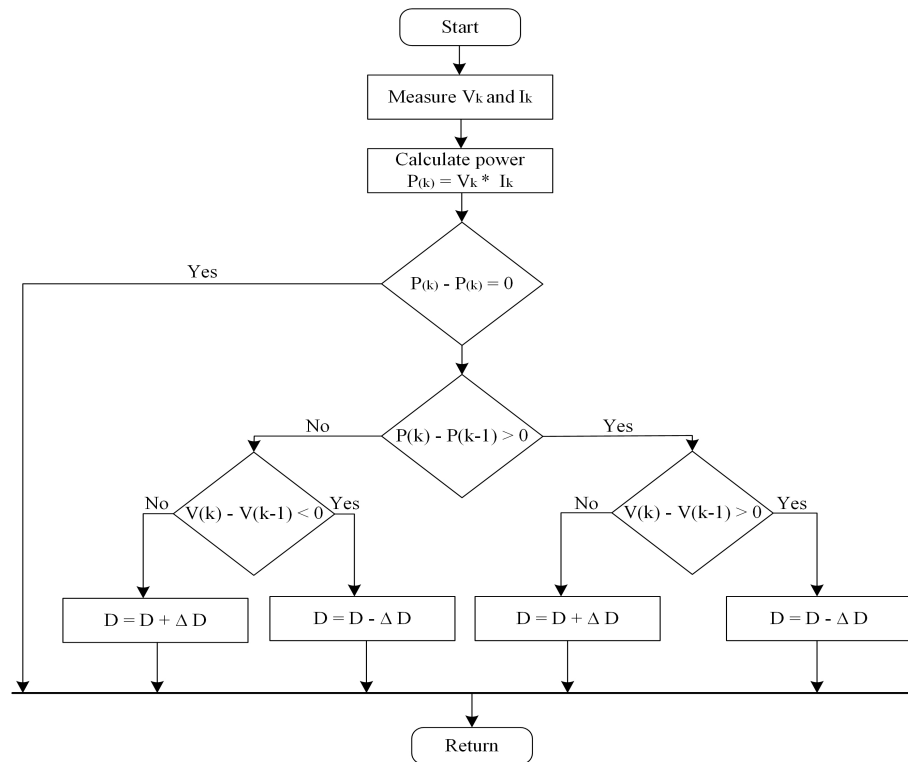 Start
Measure Vk and Ik
Calculate power
P(k) = Vk * Ik
Yes
P(k) - P(k) = 0
No
P(k) - P(k-1) > 0
Yes
No
V(k) - V(k-1) < 0
Yes
No
V(k) - V(k-1) > 0
Yes
D = D + Δ D
D = D - Δ D
D = D + Δ D
D = D - Δ D
Return